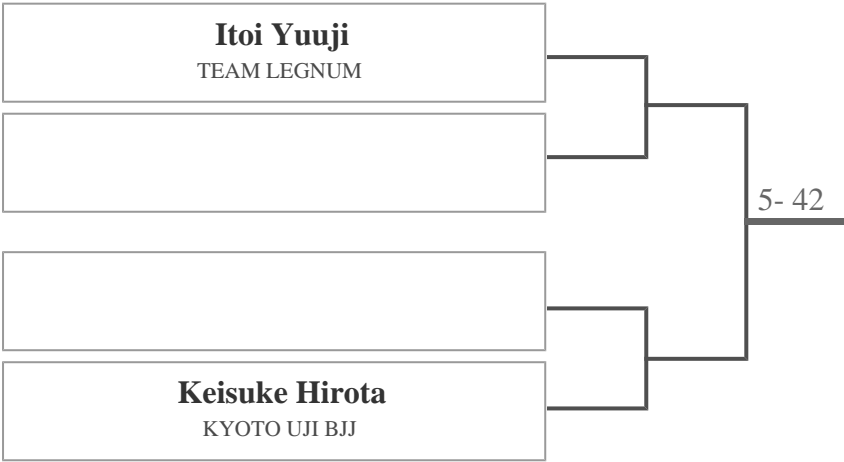 Itoi Yuuji
TEAM LEGNUM
5- 42
Keisuke Hirota
KYOTO UJI BJJ